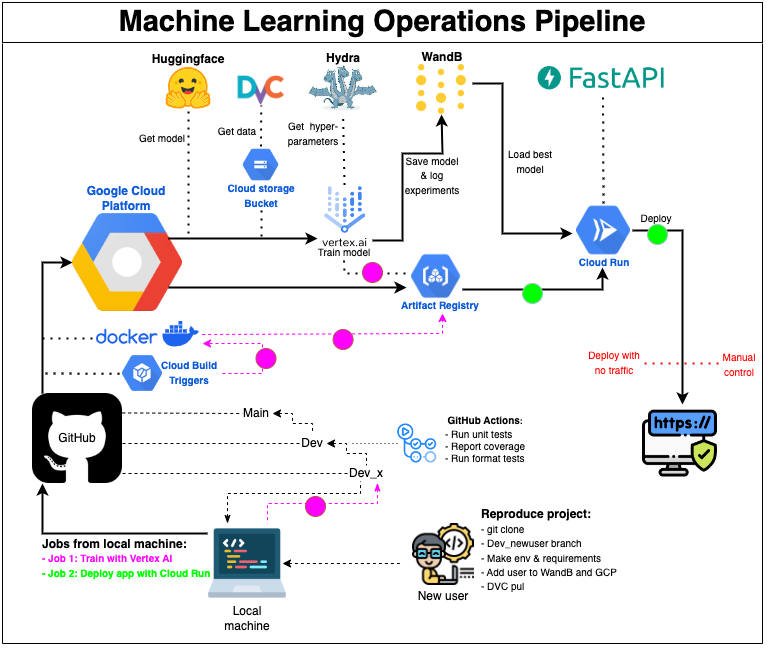 Machine Learning Operations Pipeline
Huggingface
Hydra
WandB
DVC
FastAPI
Get model
Get data
Get hyper-
parameters
Save model
& log
experiments
Load best
model
Google Cloud
Platform
Cloud storage
Bucket
vertex.ai
Train model
Cloud Run
Deploy
Artifact Registry
docker
Cloud Build
Triggers
Deploy with
no traffic
Manual
control
GitHub
Main
Dev
Dev_x
GitHub Actions:
- Run unit tests
- Report coverage
- Run format tests
https://
Jobs from local machine:
- Job 1: Train with Vertex AI
- Job 2: Deploy app with Cloud Run
Local
machine
New user
Reproduce project:
- git clone
- Dev_newuser branch
- Make env & requirements
- Add user to WandB and GCP
- DVC pul